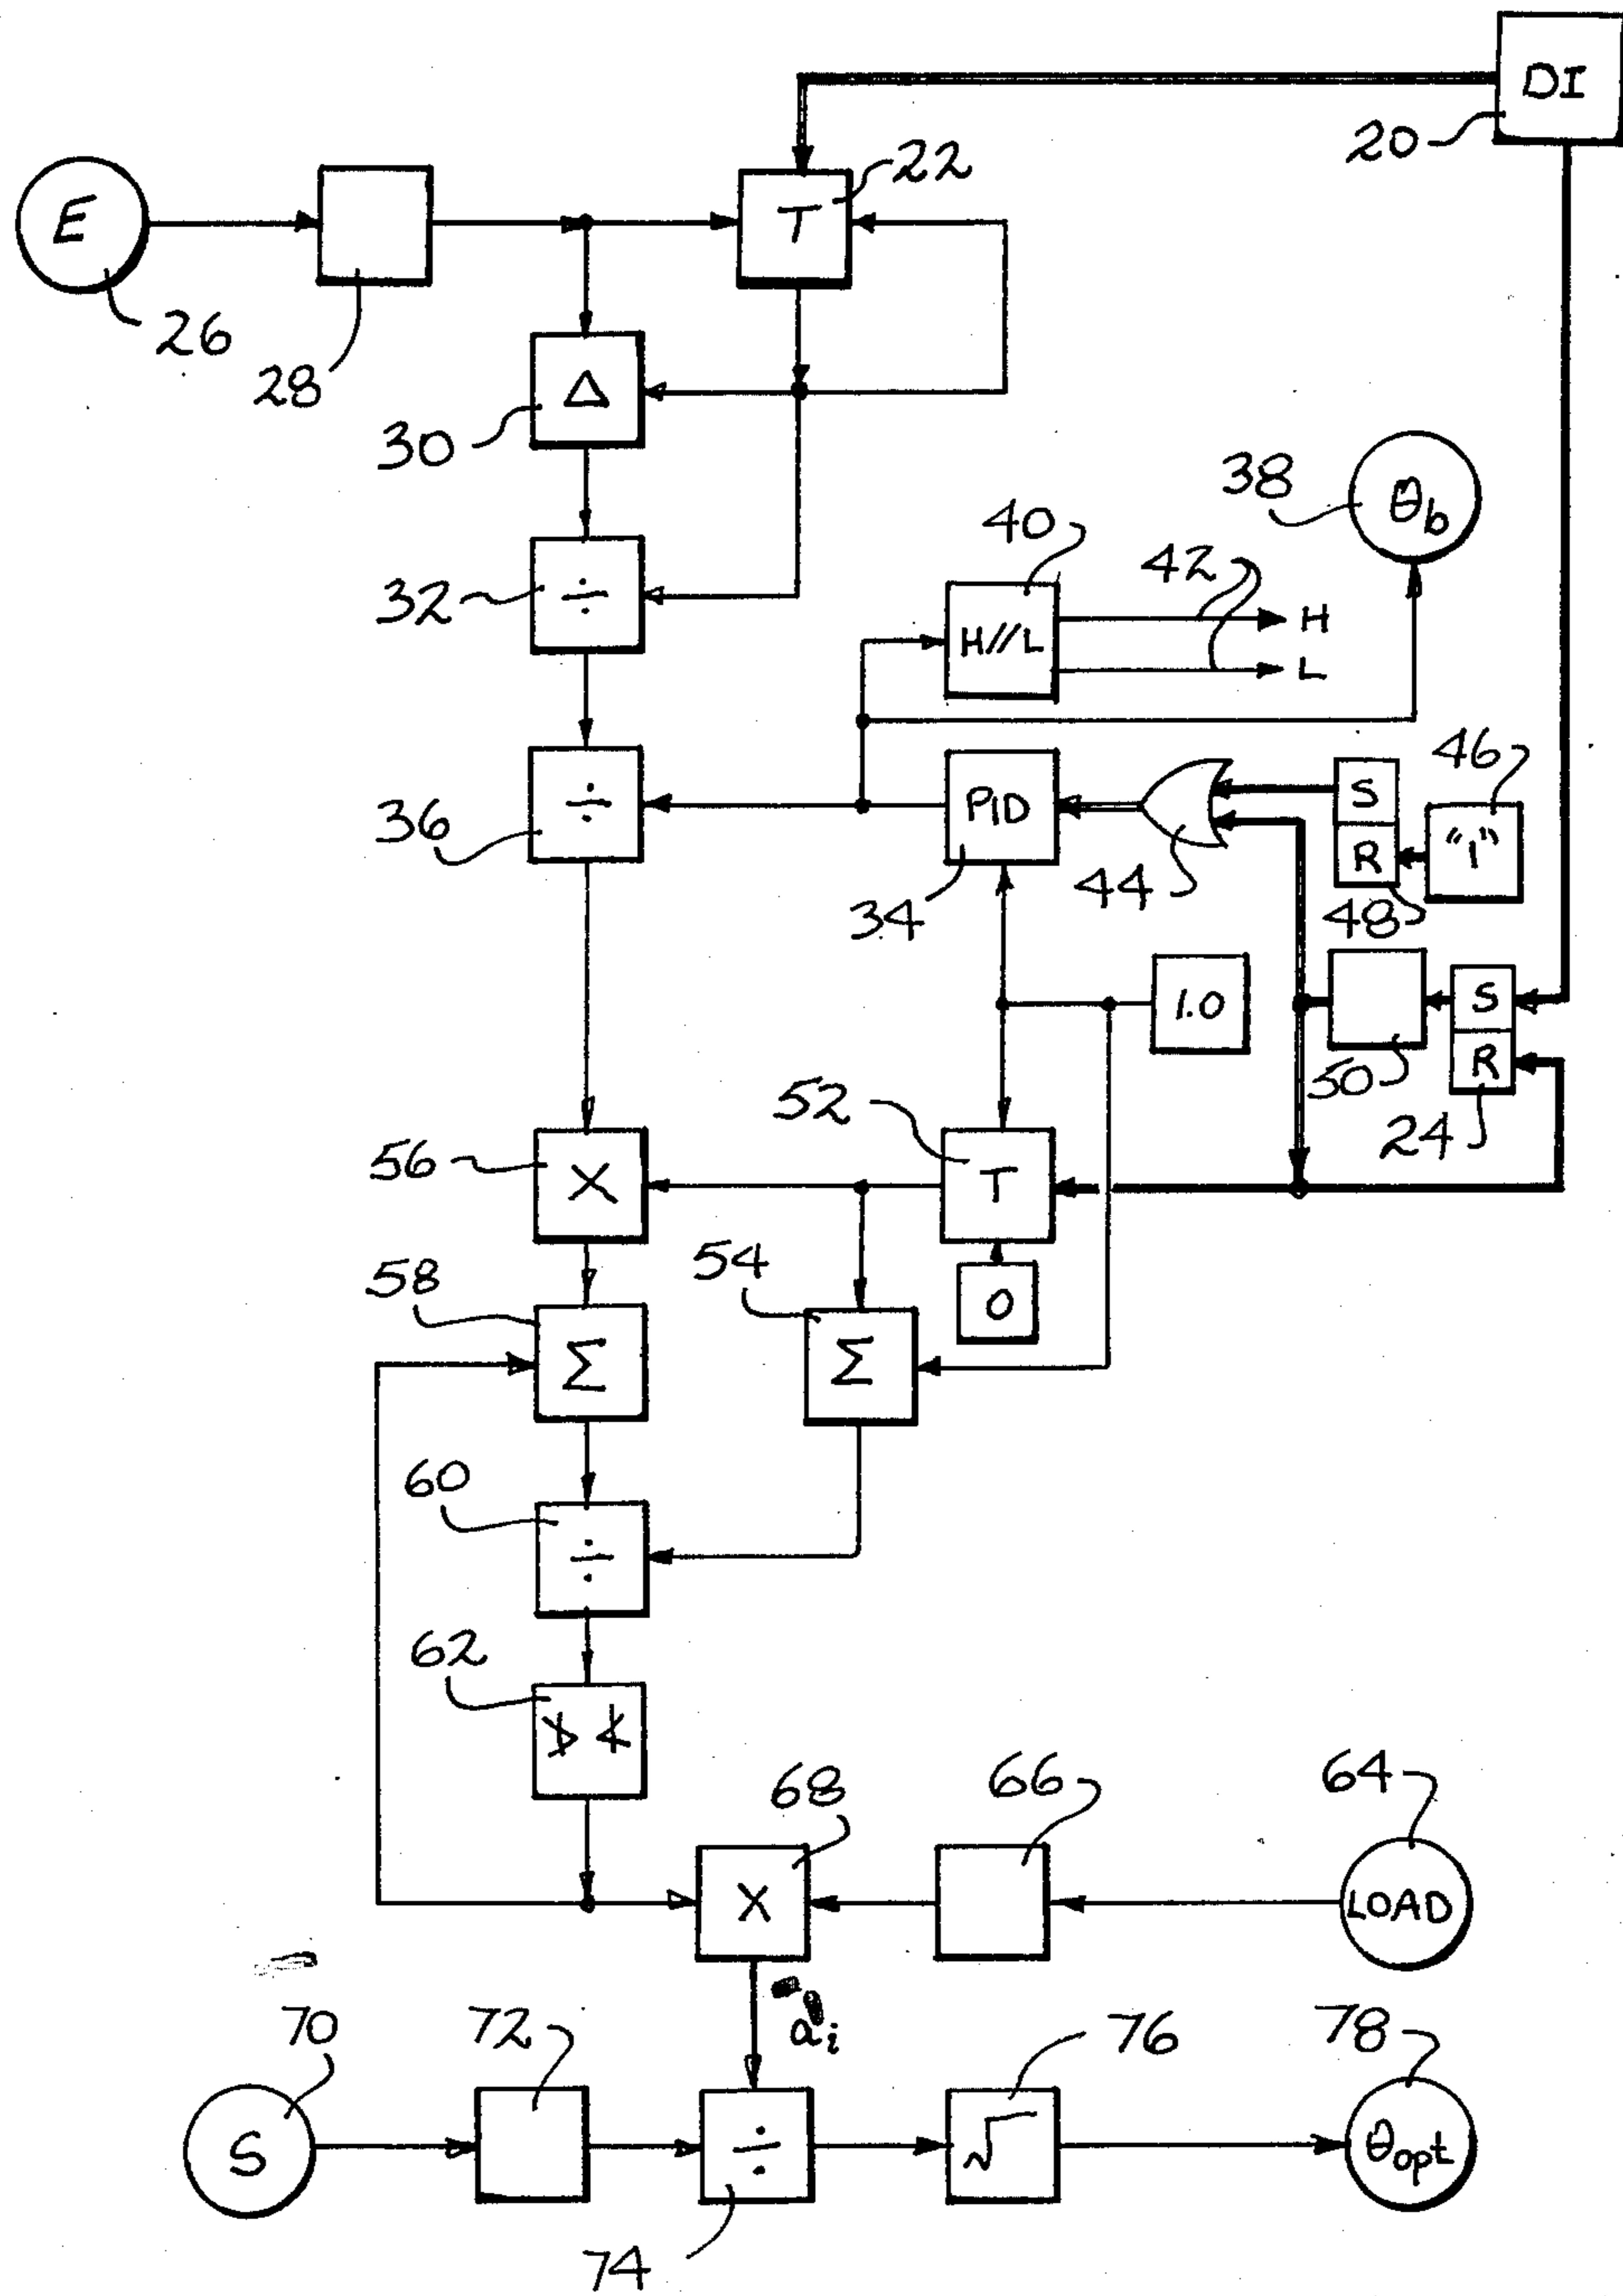 DI
20
22
T
E
26
28
Δ
30
38
θb
40
42
÷
32
H//L
H
L
46
÷
36
PID
S
R
"1"
34
44
48
1.0
S
R
50
24
52
56
X
T
54
58
0
Σ
Σ
60
÷
62
68
66
64
X
LOAD
ai
70
72
76
78
S
÷
√
θopt
74